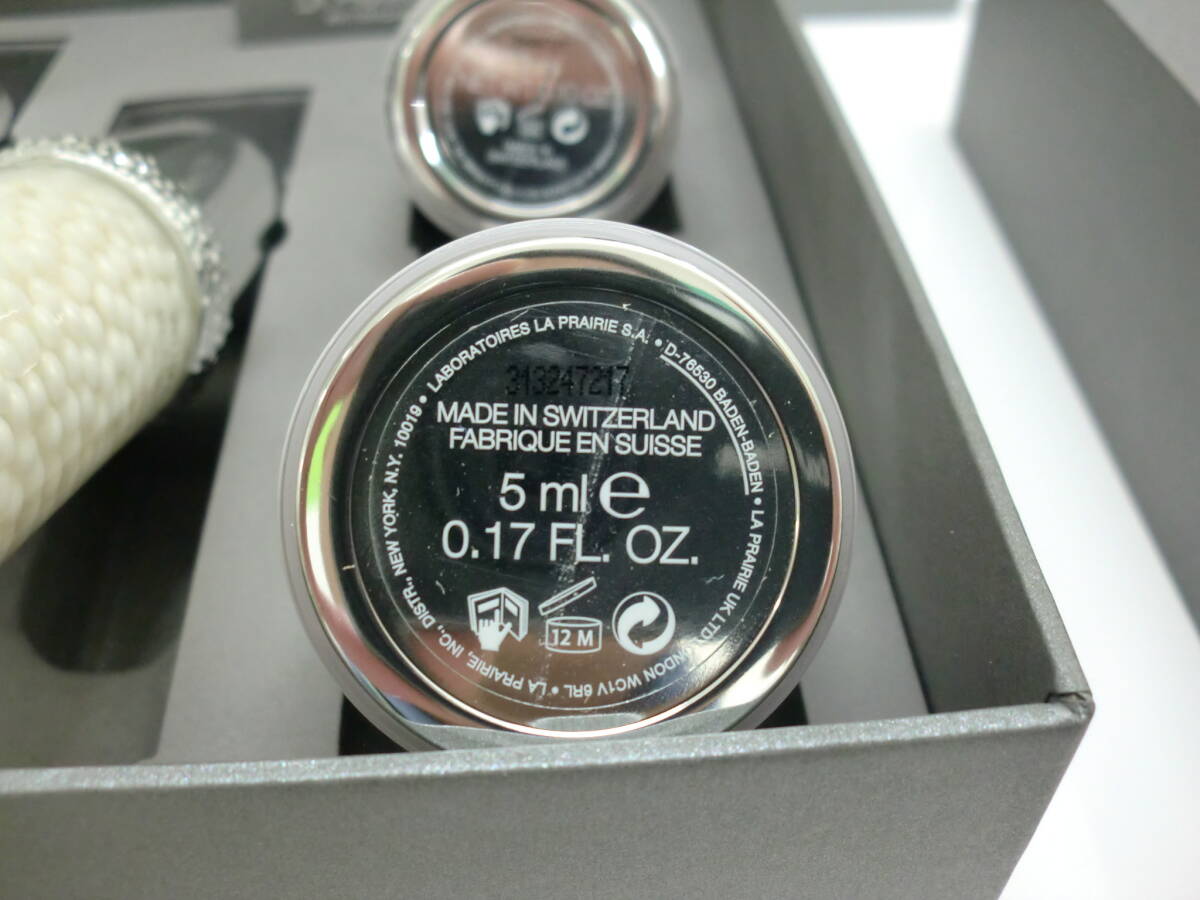 LABORATOIRES LA PRAIRIE S.A. • D-76530 BADEN-BADEN • LA PRAIRIE UK LTD. LONDON WC1V 6RL • LA PRAIRIE, INC., DISTR., NEW YORK, N.Y. 10019 •
313247217
MADE IN SWITZERLAND
FABRIQUE EN SUISSE
5 ml e
0.17 FL. OZ.
12 M